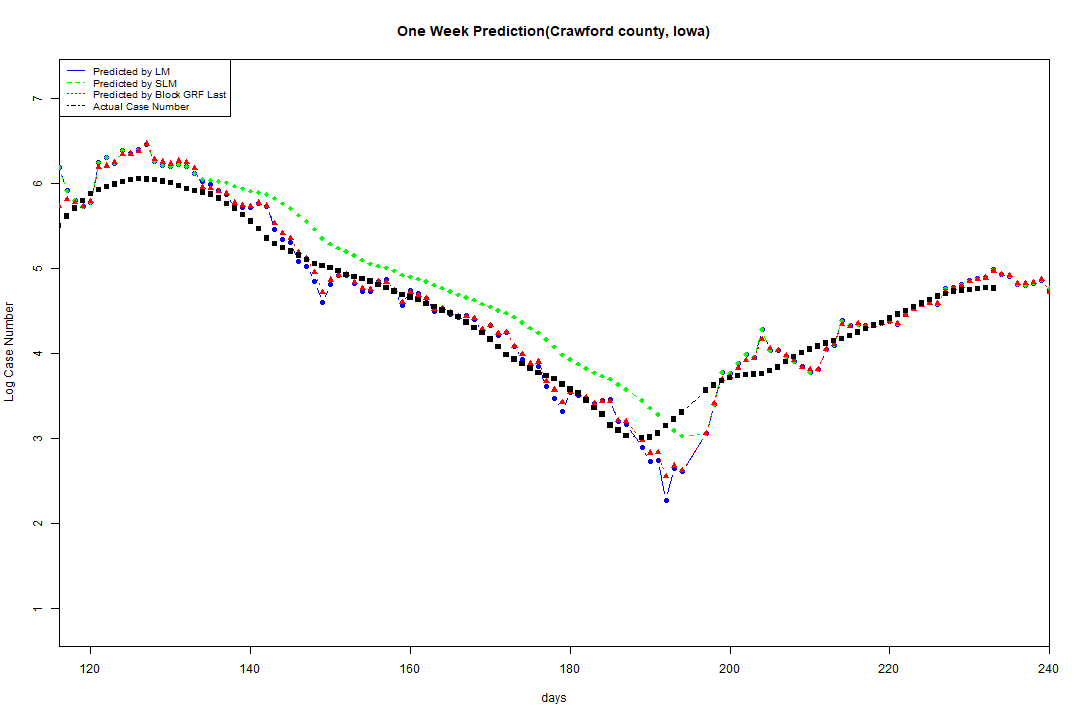 One Week Prediction(Crawford county, Iowa)
Predicted by LM
Predicted by SLM
Predicted by Block GRF Last
Actual Case Number
7
6
5
4
3
2
1
Log Case Number
120 140 160 180 200 220 240
days